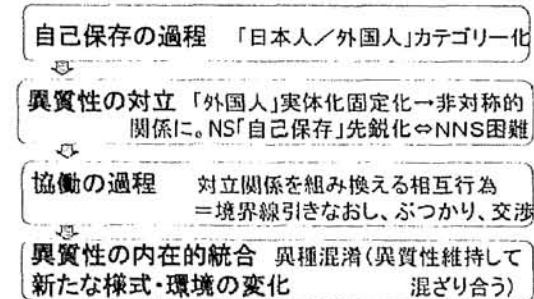 自己保存の過程 「日本人／外国人」カテゴリー化
異質性の対立 「外国人」実体化固定化→非対称的
関係に。NS「自己保存」先鋭化⇔NNS困難
協働の過程 対立関係を組み換える相互行為
＝境界線引きなおし、ぶつかり、交渉
異質性の内在的統合 異種混淆(異質性維持して
新たな様式・環境の変化 混ざり合う)